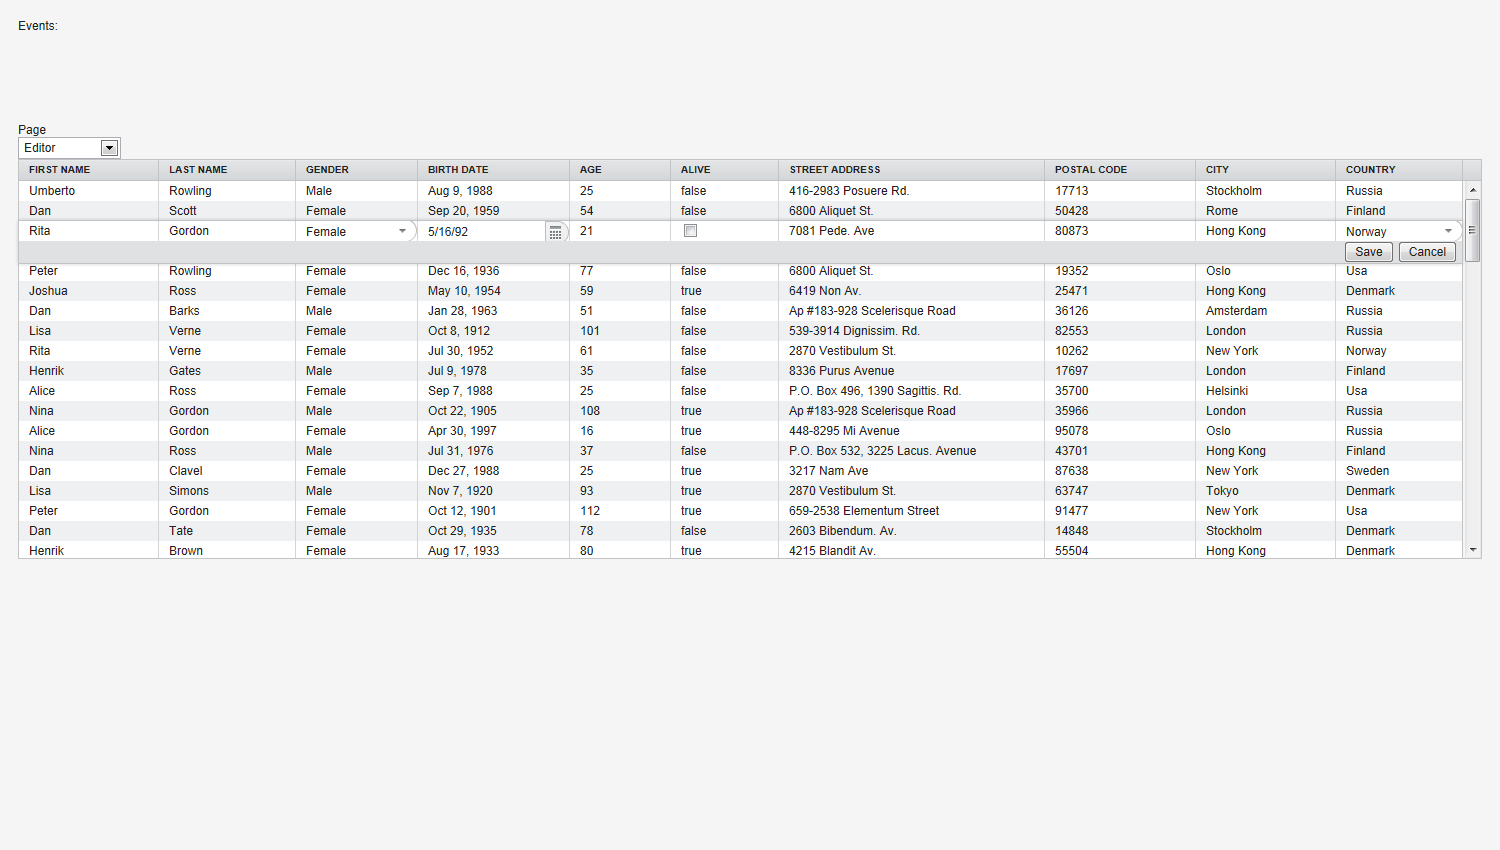 Events:
Page
Editor
FIRST NAME LAST NAME GENDER BIRTH DATE AGE ALIVE STREET ADDRESS POSTAL CODE CITY COUNTRY
Umberto Rowling Male Aug 9, 1988 25 false 416-2983 Posuere Rd. 17713 Stockholm Russia
Dan Scott Female Sep 20, 1959 54 false 6800 Aliquet St. 50428 Rome Finland
Rita Gordon Female 5/16/92 21 7081 Pede. Ave 80873 Hong Kong Norway
Save Cancel
Peter Rowling Female Dec 16, 1936 77 false 6800 Aliquet St. 19352 Oslo Usa
Joshua Ross Female May 10, 1954 59 true 6419 Non Av. 25471 Hong Kong Denmark
Dan Barks Male Jan 28, 1963 51 false Ap #183-928 Scelerisque Road 36126 Amsterdam Russia
Lisa Verne Female Oct 8, 1912 101 false 539-3914 Dignissim. Rd. 82553 London Russia
Rita Verne Female Jul 30, 1952 61 false 2870 Vestibulum St. 10262 New York Norway
Henrik Gates Male Jul 9, 1978 35 false 8336 Purus Avenue 17697 London Finland
Alice Ross Female Sep 7, 1988 25 false P.O. Box 496, 1390 Sagittis. Rd. 35700 Helsinki Usa
Nina Gordon Male Oct 22, 1905 108 true Ap #183-928 Scelerisque Road 35966 London Russia
Alice Gordon Female Apr 30, 1997 16 true 448-8295 Mi Avenue 95078 Oslo Russia
Nina Ross Male Jul 31, 1976 37 false P.O. Box 532, 3225 Lacus. Avenue 43701 Hong Kong Finland
Dan Clavel Female Dec 27, 1988 25 true 3217 Nam Ave 87638 New York Sweden
Lisa Simons Male Nov 7, 1920 93 true 2870 Vestibulum St. 63747 Tokyo Denmark
Peter Gordon Female Oct 12, 1901 112 true 659-2538 Elementum Street 91477 New York Usa
Dan Tate Female Oct 29, 1935 78 false 2603 Bibendum. Av. 14848 Stockholm Denmark
Henrik Brown Female Aug 17, 1933 80 true 4215 Blandit Av. 55504 Hong Kong Denmark